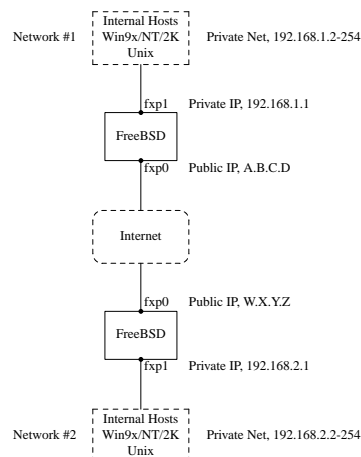 Internal Hosts
Network #1 Win9x/NT/2K Private Net, 192.168.1.2-254
Unix
fxp1 Private IP, 192.168.1.1
FreeBSD
fxp0 Public IP, A.B.C.D
Internet
fxp0 Public IP, W.X.Y.Z
FreeBSD
fxp1 Private IP, 192.168.2.1
Internal Hosts
Network #2 Win9x/NT/2K Private Net, 192.168.2.2-254
Unix